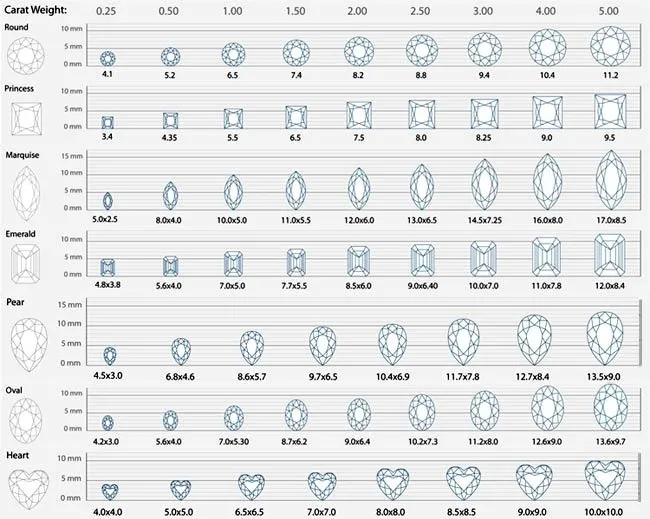 Carat Weight: 0.25 0.50 1.00 1.50 2.00 2.50 3.00 4.00 5.00
Round
10 mm
5 mm
0 mm
4.1 5.2 6.5 7.4 8.2 8.8 9.4 10.4 11.2
Princess
10 mm
5 mm
0 mm
3.4 4.35 5.5 6.5 7.5 8.0 8.25 9.0 9.5
Marquise
15 mm
10 mm
5 mm
0 mm
5.0x2.5 8.0x4.0 10.0x5.0 11.0x5.5 12.0x6.0 13.0x6.5 14.5x7.25 16.0x8.0 17.0x8.5
Emerald
10 mm
5 mm
0 mm
4.8x3.8 5.6x4.0 7.0x5.0 7.7x5.5 8.5x6.0 9.0x6.40 10.0x7.0 11.0x7.8 12.0x8.4
Pear
15 mm
10 mm
5 mm
0 mm
4.5x3.0 6.8x4.6 8.6x5.7 9.7x6.5 10.4x6.9 11.7x7.8 12.7x8.4 13.5x9.0
Oval
10 mm
5 mm
0 mm
4.2x3.0 5.6x4.0 7.0x5.30 8.7x6.2 9.0x6.4 10.2x7.3 11.2x8.0 12.6x9.0 13.6x9.7
Heart
10 mm
5 mm
0 mm
4.0x4.0 5.0x5.0 6.5x6.5 7.0x7.0 8.0x8.0 8.5x8.5 9.0x9.0 10.0x10.0